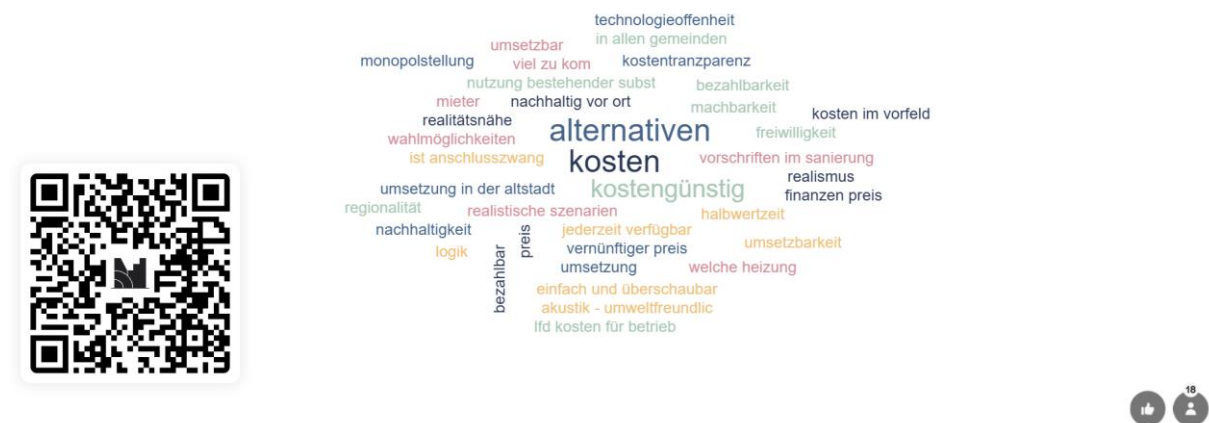 technologieoffenheit
umsetzbar
in allen gemeinden
monopolstellung
viel zu kom
kostentranzparenz
nutzung bestehender subst
bezahlbarkeit
mieter
nachhaltig vor ort
machbarkeit
kosten im vorfeld
realitätsnähe
alternativen
freiwilligkeit
wahlmöglichkeiten
ist anschlusszwang
kosten
vorschriften im sanierung
realismus
umsetzung in der altstadt
kostengünstig
finanzen preis
regionalität
realistische szenarien
halbwertzeit
nachhaltigkeit
preis
jederzeit verfügbar
logik
bezahlbar
vernünftiger preis
umsetzbarkeit
umsetzung
welche heizung
einfach und überschaubar
akustik - umweltfreundlic
lfd kosten für betrieb
18